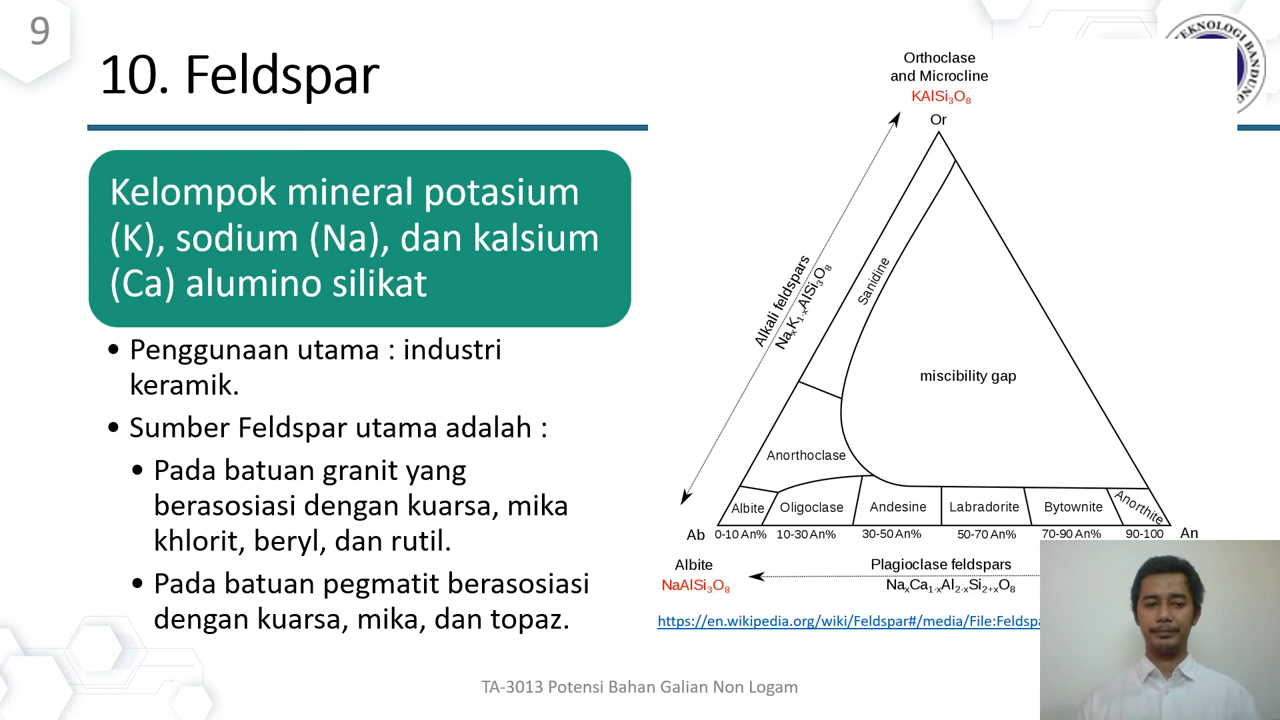 9
10. Feldspar
TEKNOLOGI BANDUNG
Kelompok mineral potasium
(K), sodium (Na), dan kalsium
(Ca) alumino silikat
• Penggunaan utama : industri
keramik.
• Sumber Feldspar utama adalah :
• Pada batuan granit yang
berasosiasi dengan kuarsa, mika
khlorit, beryl, dan rutil.
• Pada batuan pegmatit berasosiasi
dengan kuarsa, mika, dan topaz.
Orthoclase
and Microcline
KAlSi₃O₈
Or
Alkali feldspars
NaₓK₁₋ₓAlSi₃O₈
Sanidine
miscibility gap
Anorthoclase
Albite
Oligoclase
Andesine
Labradorite
Bytownite
Anorthite
Ab
0-10 An%
10-30 An%
30-50 An%
50-70 An%
70-90 An%
90-100
An
Albite
NaAlSi₃O₈
Plagioclase feldspars
NaₓCa₁₋ₓAl₂₋ₓSi₂₊ₓO₈
https://en.wikipedia.org/wiki/Feldspar#/media/File:Feldspa
TA-3013 Potensi Bahan Galian Non Logam